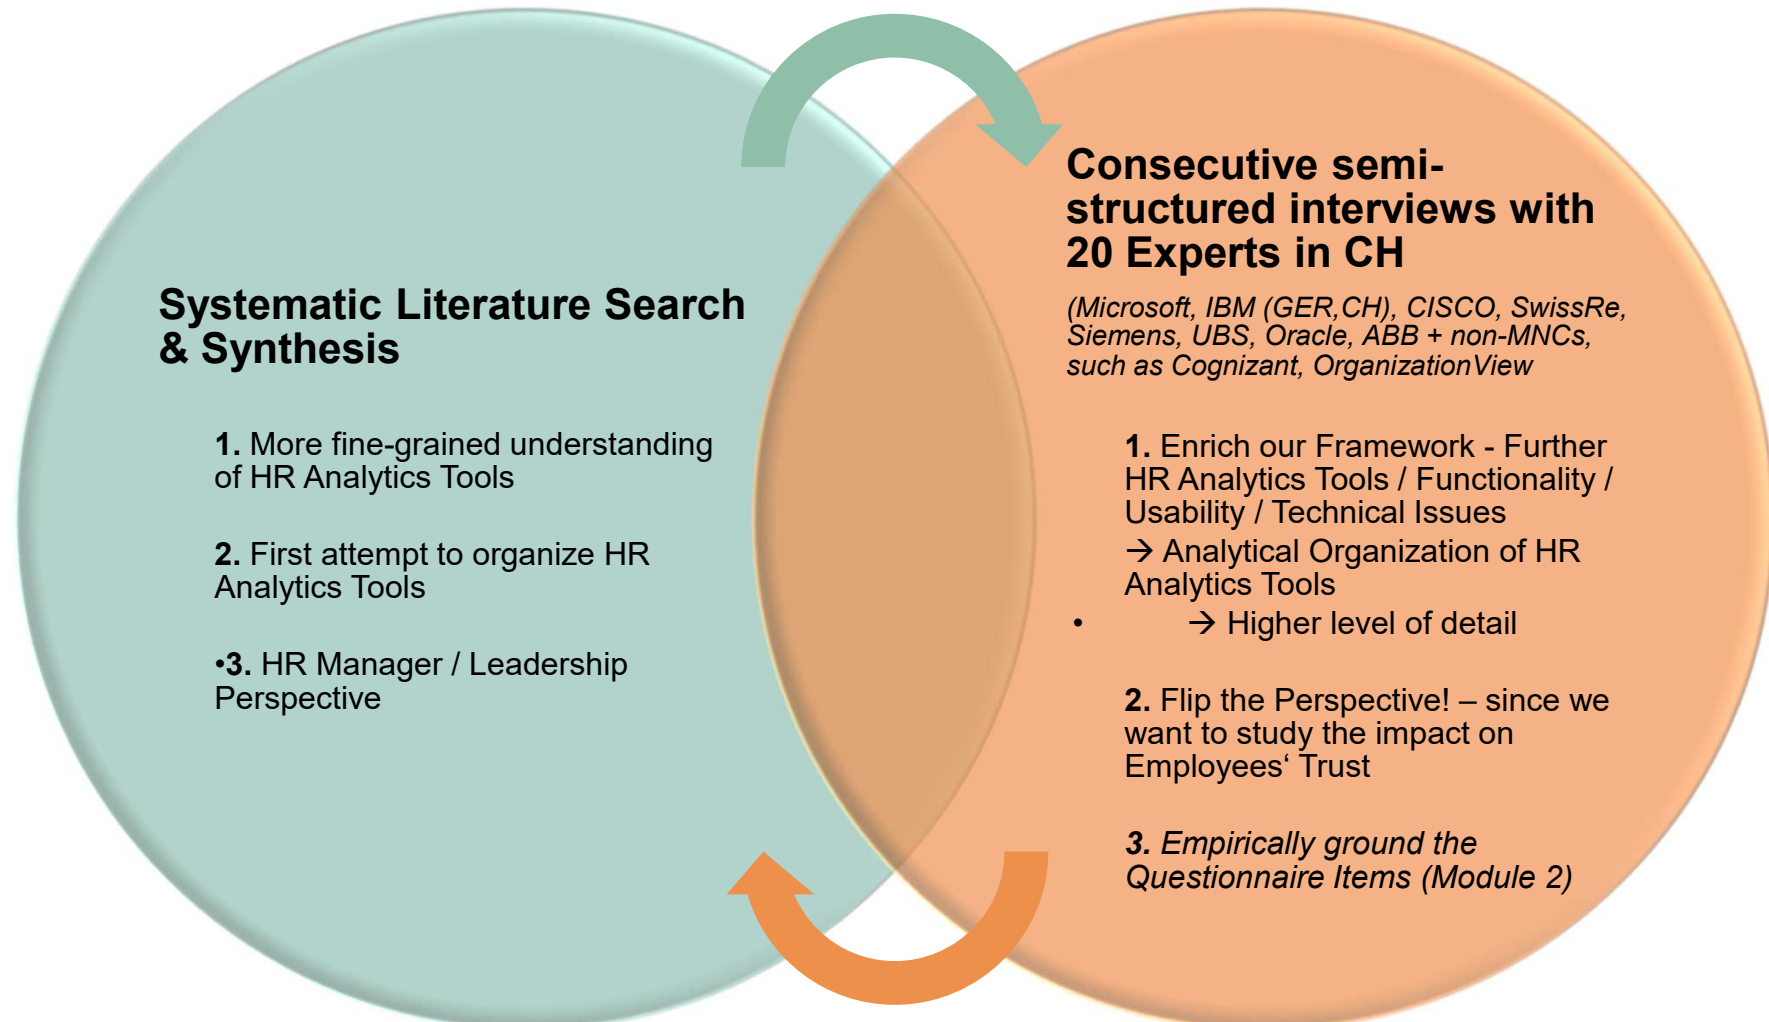 Systematic Literature Search
& Synthesis
1. More fine-grained understanding
of HR Analytics Tools
2. First attempt to organize HR
Analytics Tools
•3. HR Manager / Leadership
Perspective
Consecutive semi-
structured interviews with
20 Experts in CH
(Microsoft, IBM (GER,CH), CISCO, SwissRe,
Siemens, UBS, Oracle, ABB + non-MNCs,
such as Cognizant, OrganizationView
1. Enrich our Framework - Further
HR Analytics Tools / Functionality /
Usability / Technical Issues
→ Analytical Organization of HR
Analytics Tools
• → Higher level of detail
2. Flip the Perspective! – since we
want to study the impact on
Employees‘ Trust
3. Empirically ground the
Questionnaire Items (Module 2)